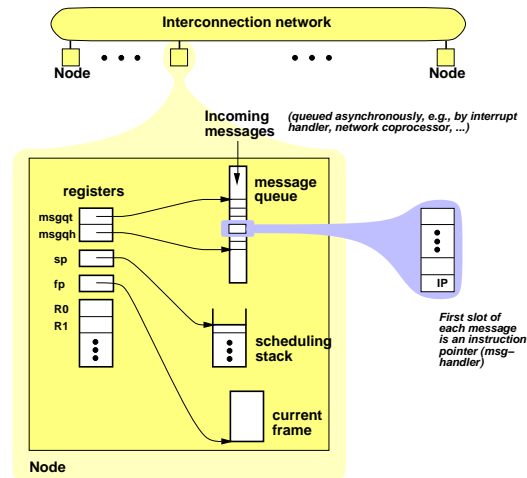 Interconnection network
Node
Node
Incoming
messages
(queued asynchronously, e.g., by interrupt
handler, network coprocessor, ...)
registers
message
queue
msgqt
msgqh
sp
fp
IP
R0
R1
First slot of
each message
is an instruction
pointer (msg–
handler)
scheduling
stack
current
frame
Node